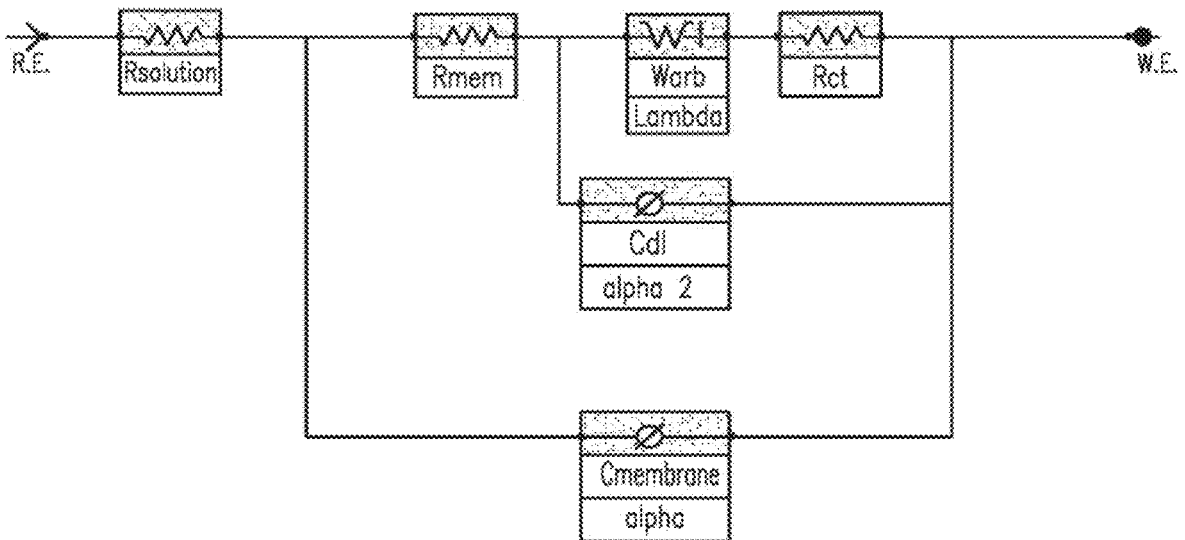 R.E.
Rsolution
Rmem
Warb
Lambda
Rct
W.E.
Cdl
alpha 2
Cmembrane
alpha